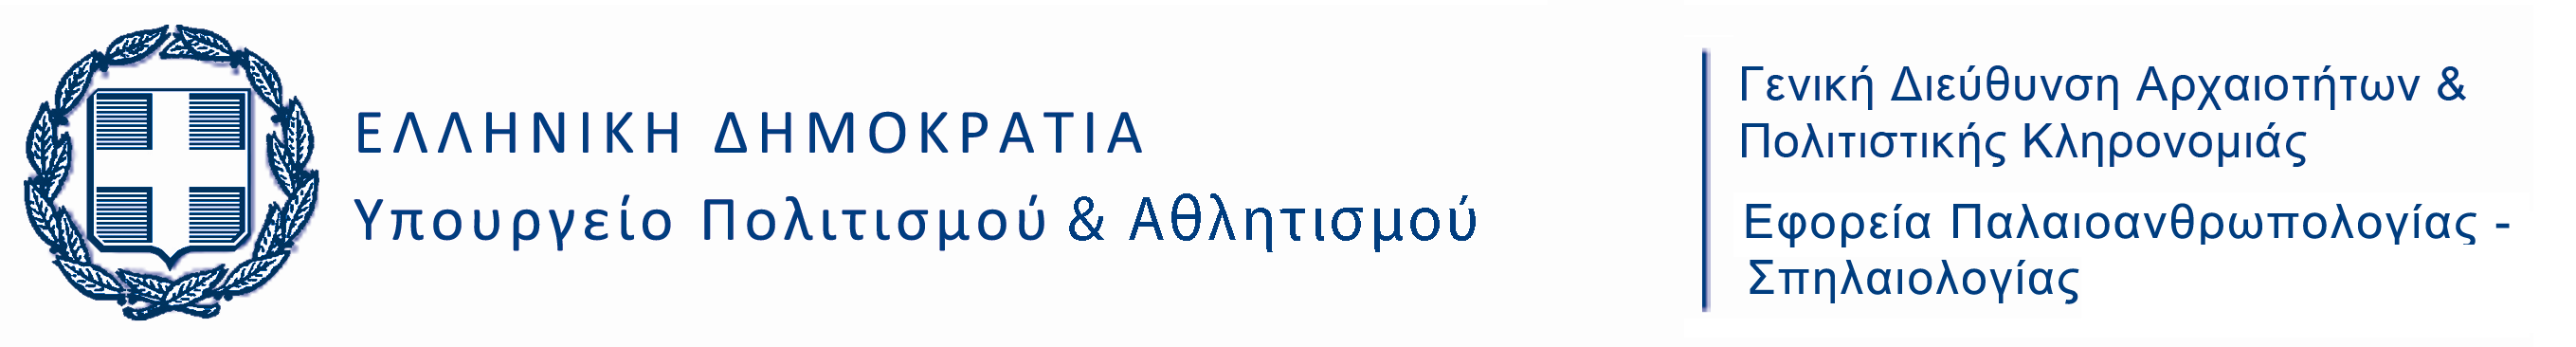 ΕΛΛΗΝΙΚΗ ΔΗΜΟΚΡΑΤΙΑ
Υπουργείο Πολιτισμού & Αθλητισμού
Γενική Διεύθυνση Αρχαιοτήτων &
Πολιτιστικής Κληρονομιάς
Εφορεία Παλαιοανθρωπολογίας -
Σπηλαιολογίας